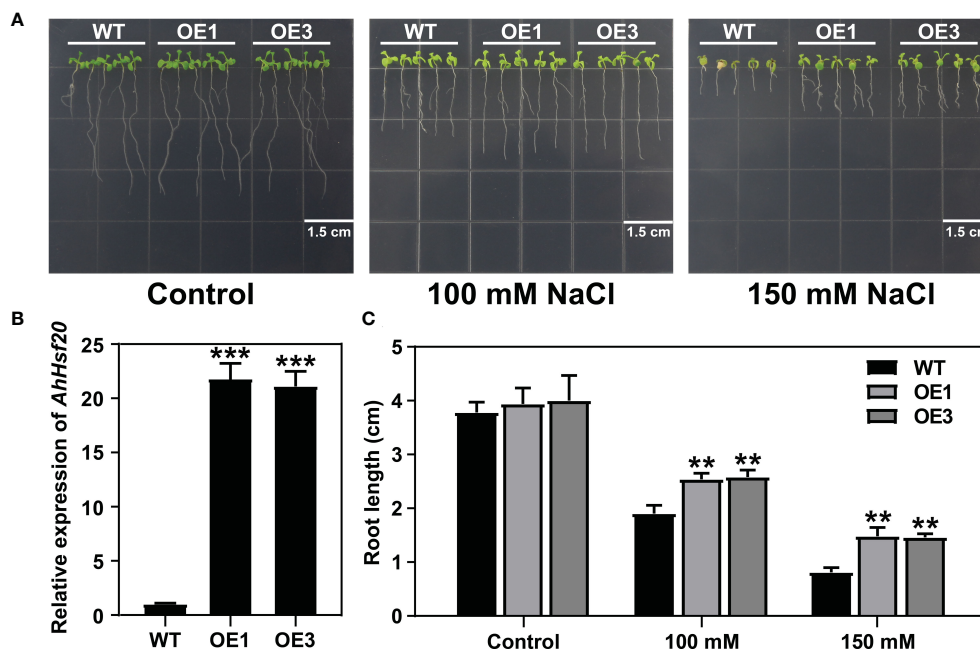 A
WT OE1 OE3
WT OE1 OE3
WT OE1 OE3
1.5 cm
1.5 cm
Control
100 mM NaCl
150 mM NaCl
B
Relative expression of AhHsf20
25
20
15
10
5
0
*** ***
WT OE1 OE3
C
Root length (cm)
5
4
3
2
1
0
WT
OE1
OE3
** **
** **
Control 100 mM 150 mM